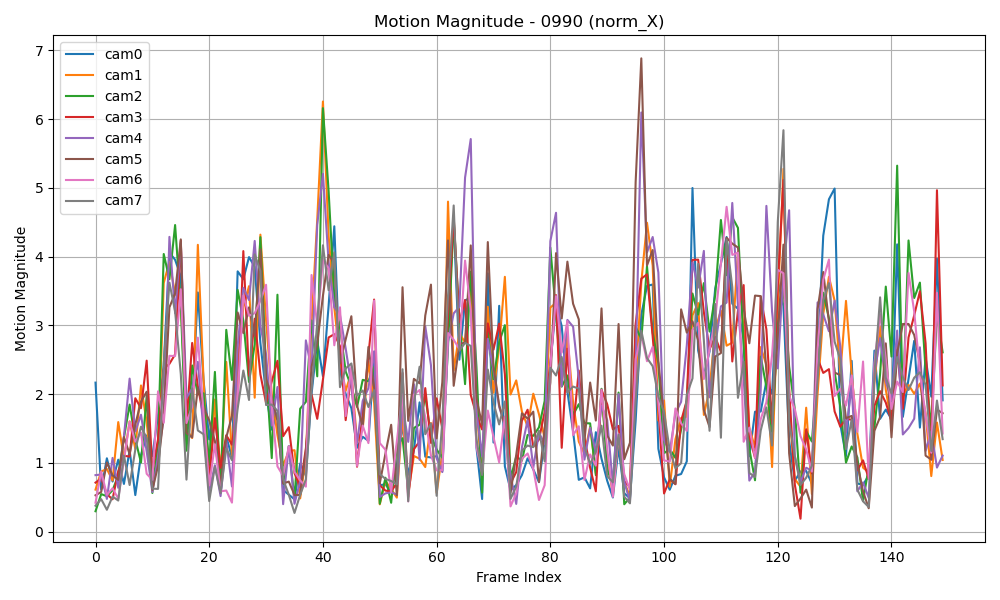 Motion Magnitude - 0990 (norm_X)
7
6
5
4
3
2
1
0
Motion Magnitude
cam0
cam1
cam2
cam3
cam4
cam5
cam6
cam7
0
20
40
60
80
100
120
140
Frame Index